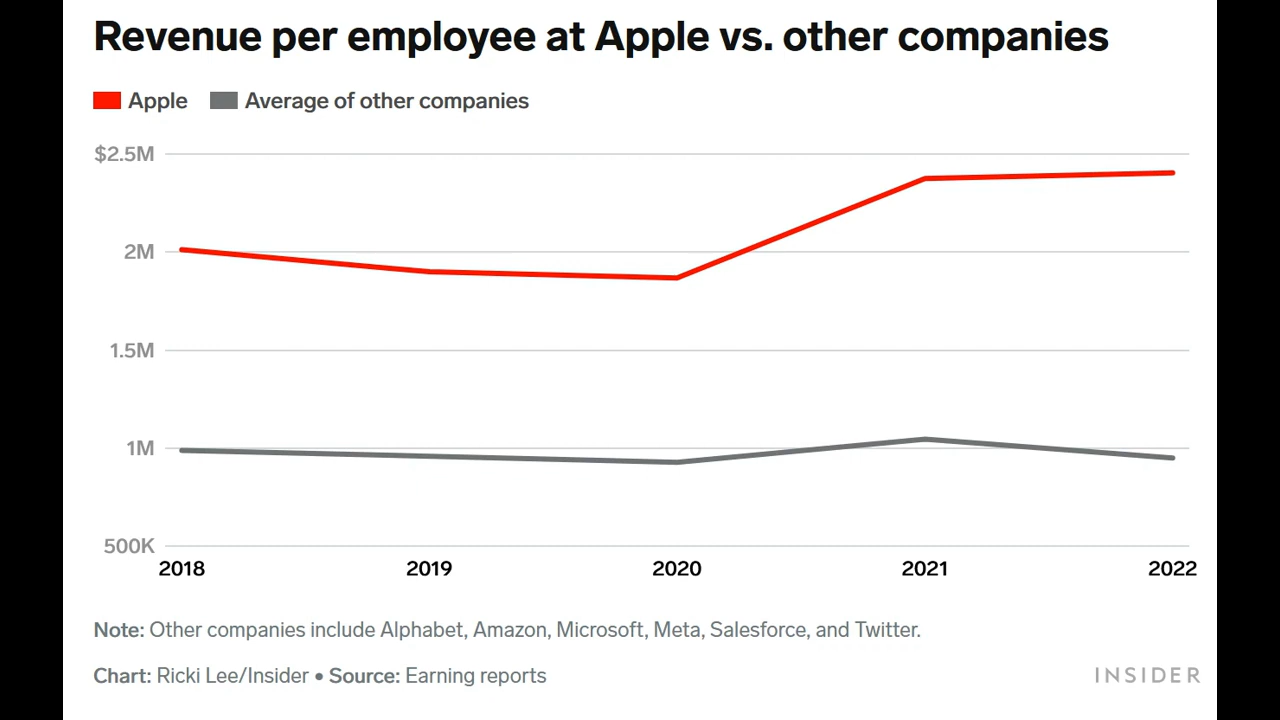 Revenue per employee at Apple vs. other companies
Apple Average of other companies
$2.5M
2M
1.5M
1M
500K
2018 2019 2020 2021 2022
Note: Other companies include Alphabet, Amazon, Microsoft, Meta, Salesforce, and Twitter.
Chart: Ricki Lee/Insider • Source: Earning reports
INSIDER